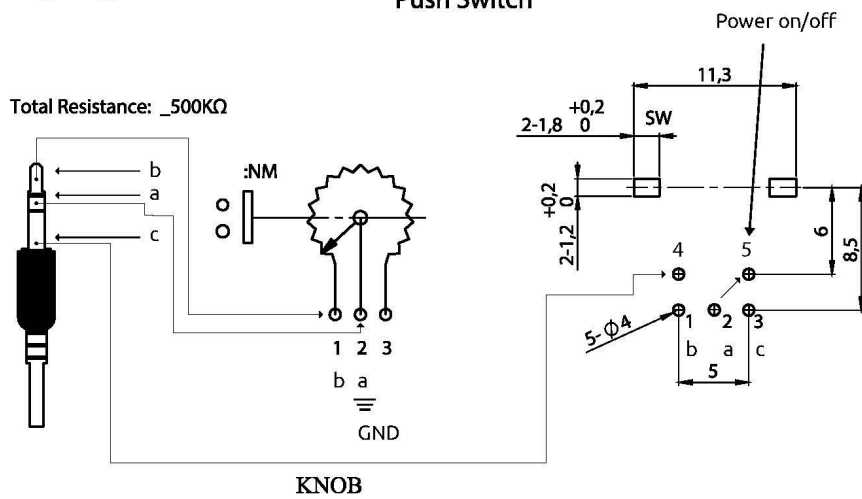 Push Switch
Power on/off
Total Resistance: _500KΩ
11,3
+0,2
2-1,8 0
SW
b
a
c
:NM
+0,2
2-1,2 0
6
8,5
4 5
1 2 3
5-Φ4
b a c
5
1 2 3
b a
GND
KNOB